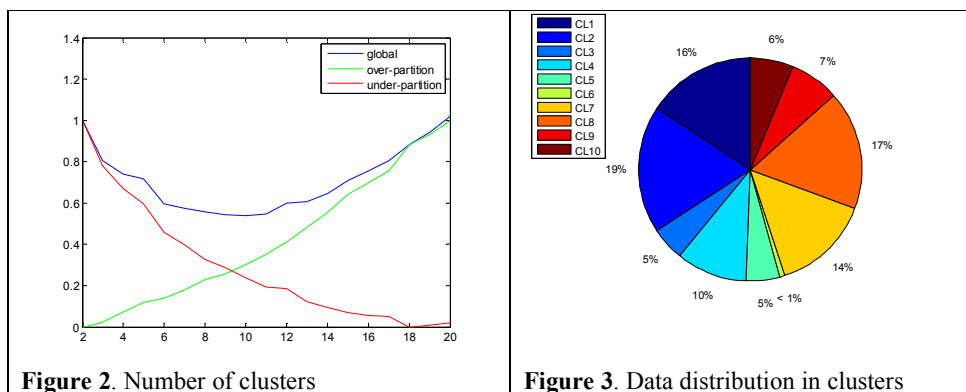 1.4
1.2
1
0.8
0.6
0.4
0.2
0
2 4 6 8 10 12 14 16 18 20
global
over-partition
under-partition
Figure 2. Number of clusters
CL1
CL2
CL3
CL4
CL5
CL6
CL7
CL8
CL9
CL10
6%
7%
16%
17%
19%
5%
14%
10%
5%
< 1%
Figure 3. Data distribution in clusters